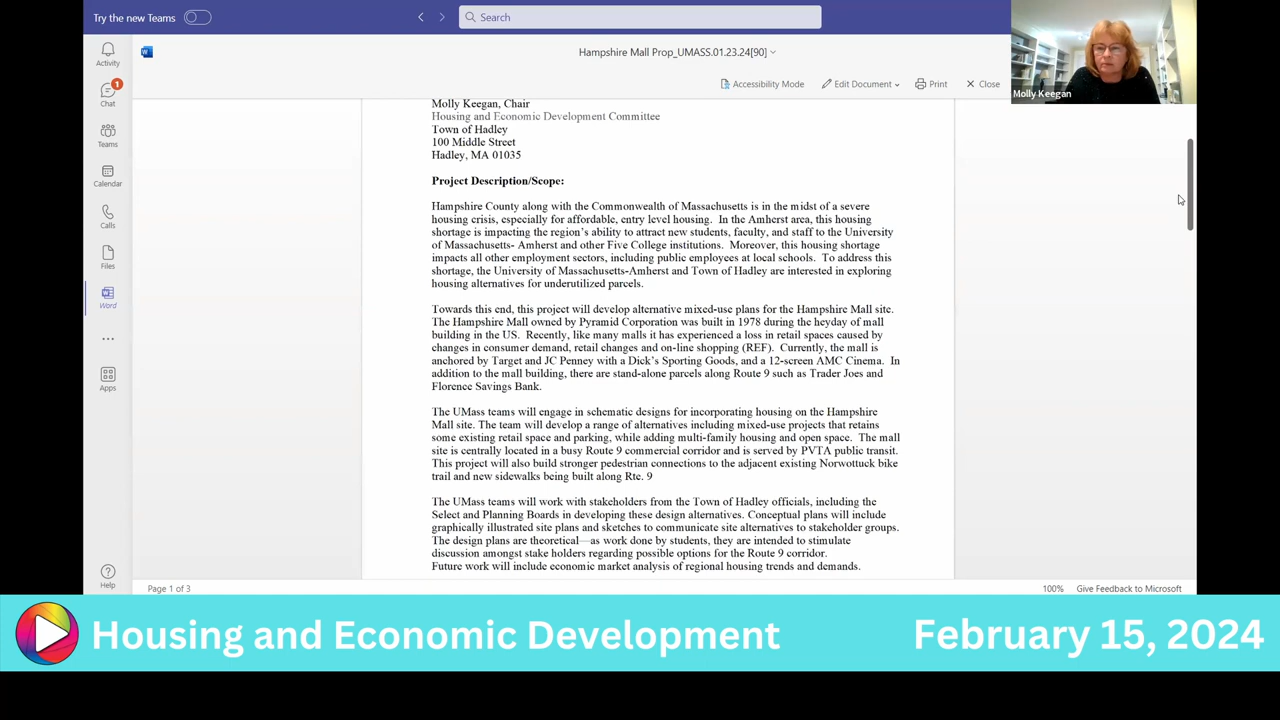 Try the new Teams
Search
Hampshire Mall Prop_UMASS.01.23.24[90]
Accessibility Mode
Edit Document
Print
Close
Molly Keegan
Activity
1
Chat
Teams
Calendar
Calls
Files
Word
Apps
Help
Molly Keegan, Chair
Housing and Economic Development Committee
Town of Hadley
100 Middle Street
Hadley, MA 01035
Project Description/Scope:
Hampshire County along with the Commonwealth of Massachusetts is in the midst of a severe
housing crisis, especially for affordable, entry level housing. In the Amherst area, this housing
shortage is impacting the region's ability to attract new students, faculty, and staff to the University
of Massachusetts- Amherst and other Five College institutions. Moreover, this housing shortage
impacts all other employment sectors, including public employees at local schools. To address this
shortage, the University of Massachusetts-Amherst and Town of Hadley are interested in exploring
housing alternatives for underutilized parcels.
Towards this end, this project will develop alternative mixed-use plans for the Hampshire Mall site.
The Hampshire Mall owned by Pyramid Corporation was built in 1978 during the heyday of mall
building in the US. Recently, like many malls it has experienced a loss in retail spaces caused by
changes in consumer demand, retail changes and on-line shopping (REF). Currently, the mall is
anchored by Target and JC Penney with a Dick's Sporting Goods, and a 12-screen AMC Cinema. In
addition to the mall building, there are stand-alone parcels along Route 9 such as Trader Joes and
Florence Savings Bank.
The UMass teams will engage in schematic designs for incorporating housing on the Hampshire
Mall site. The team will develop a range of alternatives including mixed-use projects that retains
some existing retail space and parking, while adding multi-family housing and open space. The mall
site is centrally located in a busy Route 9 commercial corridor and is served by PVTA public transit.
This project will also build stronger pedestrian connections to the adjacent existing Norwottuck bike
trail and new sidewalks being built along Rte. 9
The UMass teams will work with stakeholders from the Town of Hadley officials, including the
Select and Planning Boards in developing these design alternatives. Conceptual plans will include
graphically illustrated site plans and sketches to communicate site alternatives to stakeholder groups.
The design plans are theoretical—as work done by students, they are intended to stimulate
discussion amongst stake holders regarding possible options for the Route 9 corridor.
Future work will include economic market analysis of regional housing trends and demands.
Page 1 of 3
100%
Give Feedback to Microsoft
Housing and Economic Development
February 15, 2024